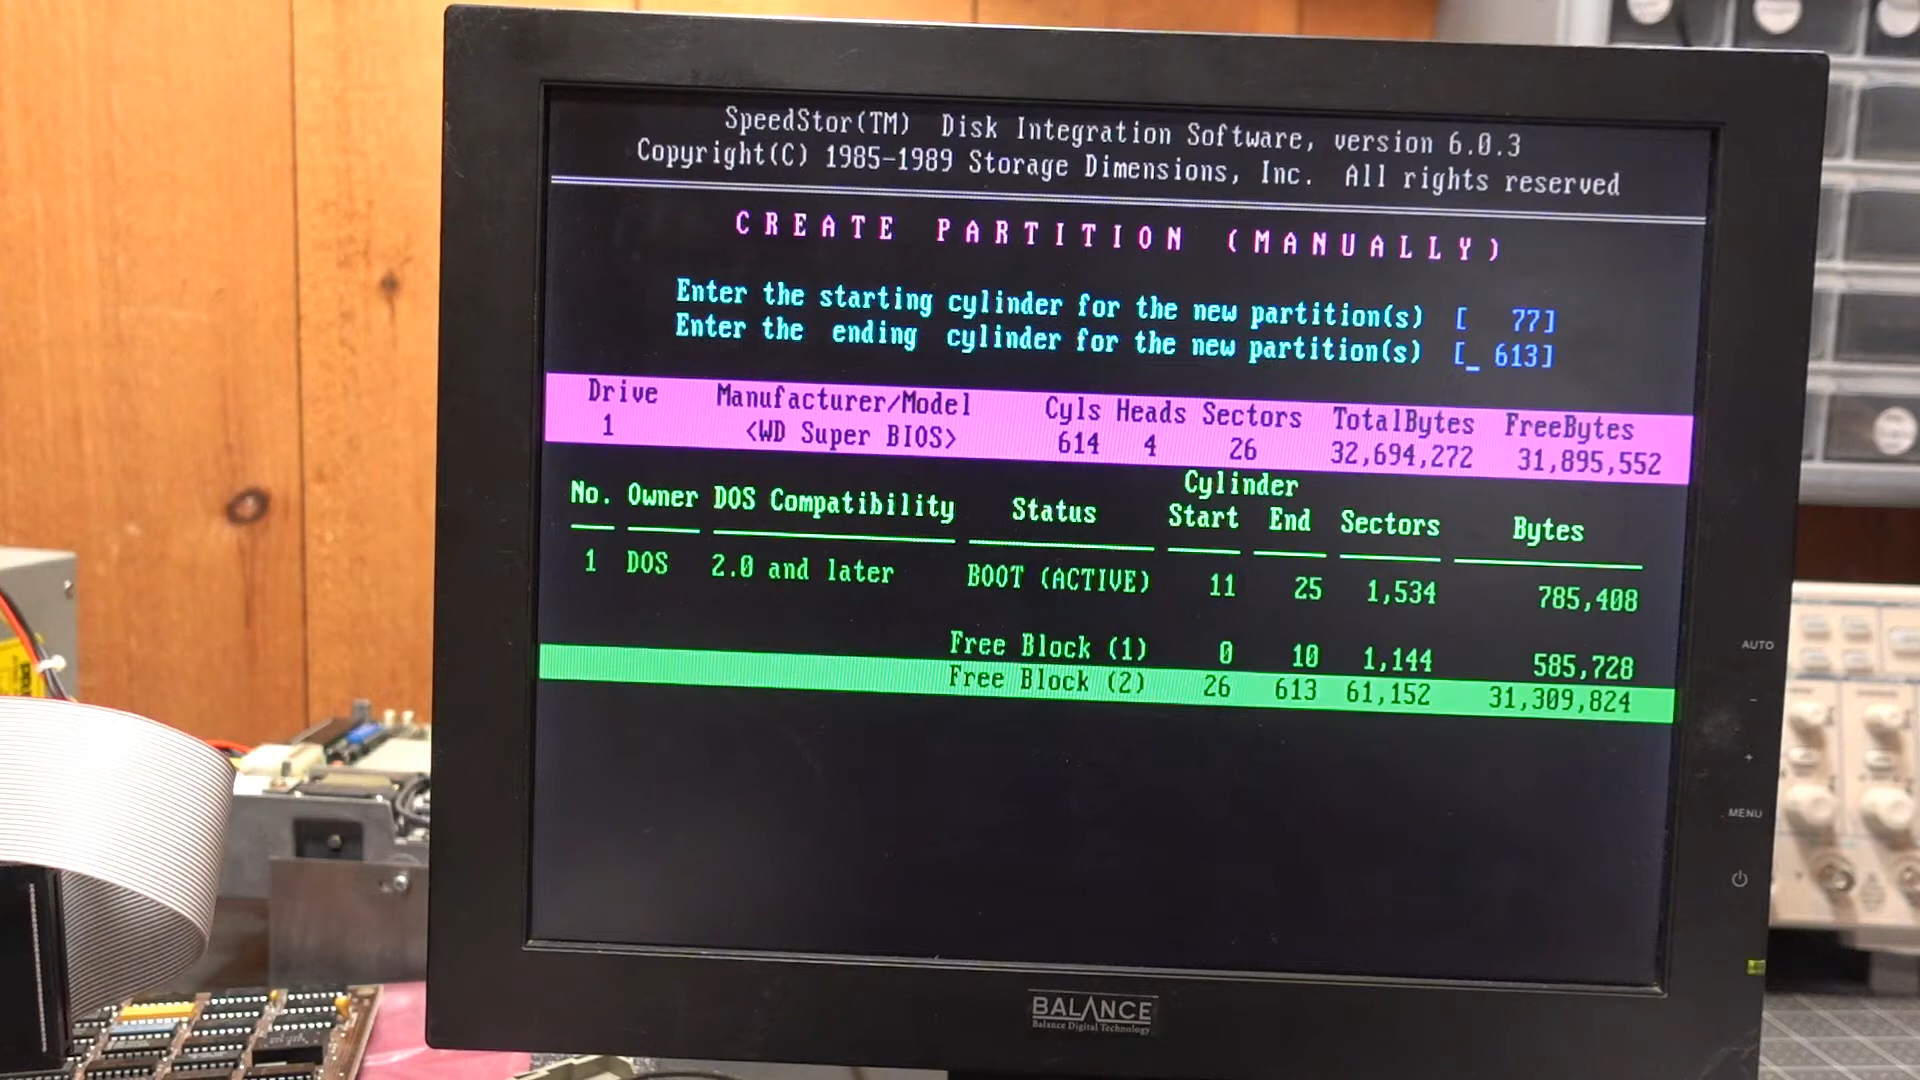 SpeedStor(TM) Disk Integration Software, version 6.0.3
Copyright(C) 1985-1989 Storage Dimensions, Inc. All rights reserved
CREATE PARTITION (MANUALLY)
Enter the starting cylinder for the new partition(s) [ 77]
Enter the ending cylinder for the new partition(s) [_ 613]
Drive Manufacturer/Model Cyls Heads Sectors TotalBytes FreeBytes
1 <WD Super BIOS> 614 4 26 32,694,272 31,895,552
Cylinder
No. Owner DOS Compatibility Status Start End Sectors Bytes
1 DOS 2.0 and later BOOT (ACTIVE) 11 25 1,534 785,408
Free Block (1) 0 10 1,144 585,728
Free Block (2) 26 613 61,152 31,309,824
AUTO
-
+
MENU
BALANCE
Balance Digital Technology